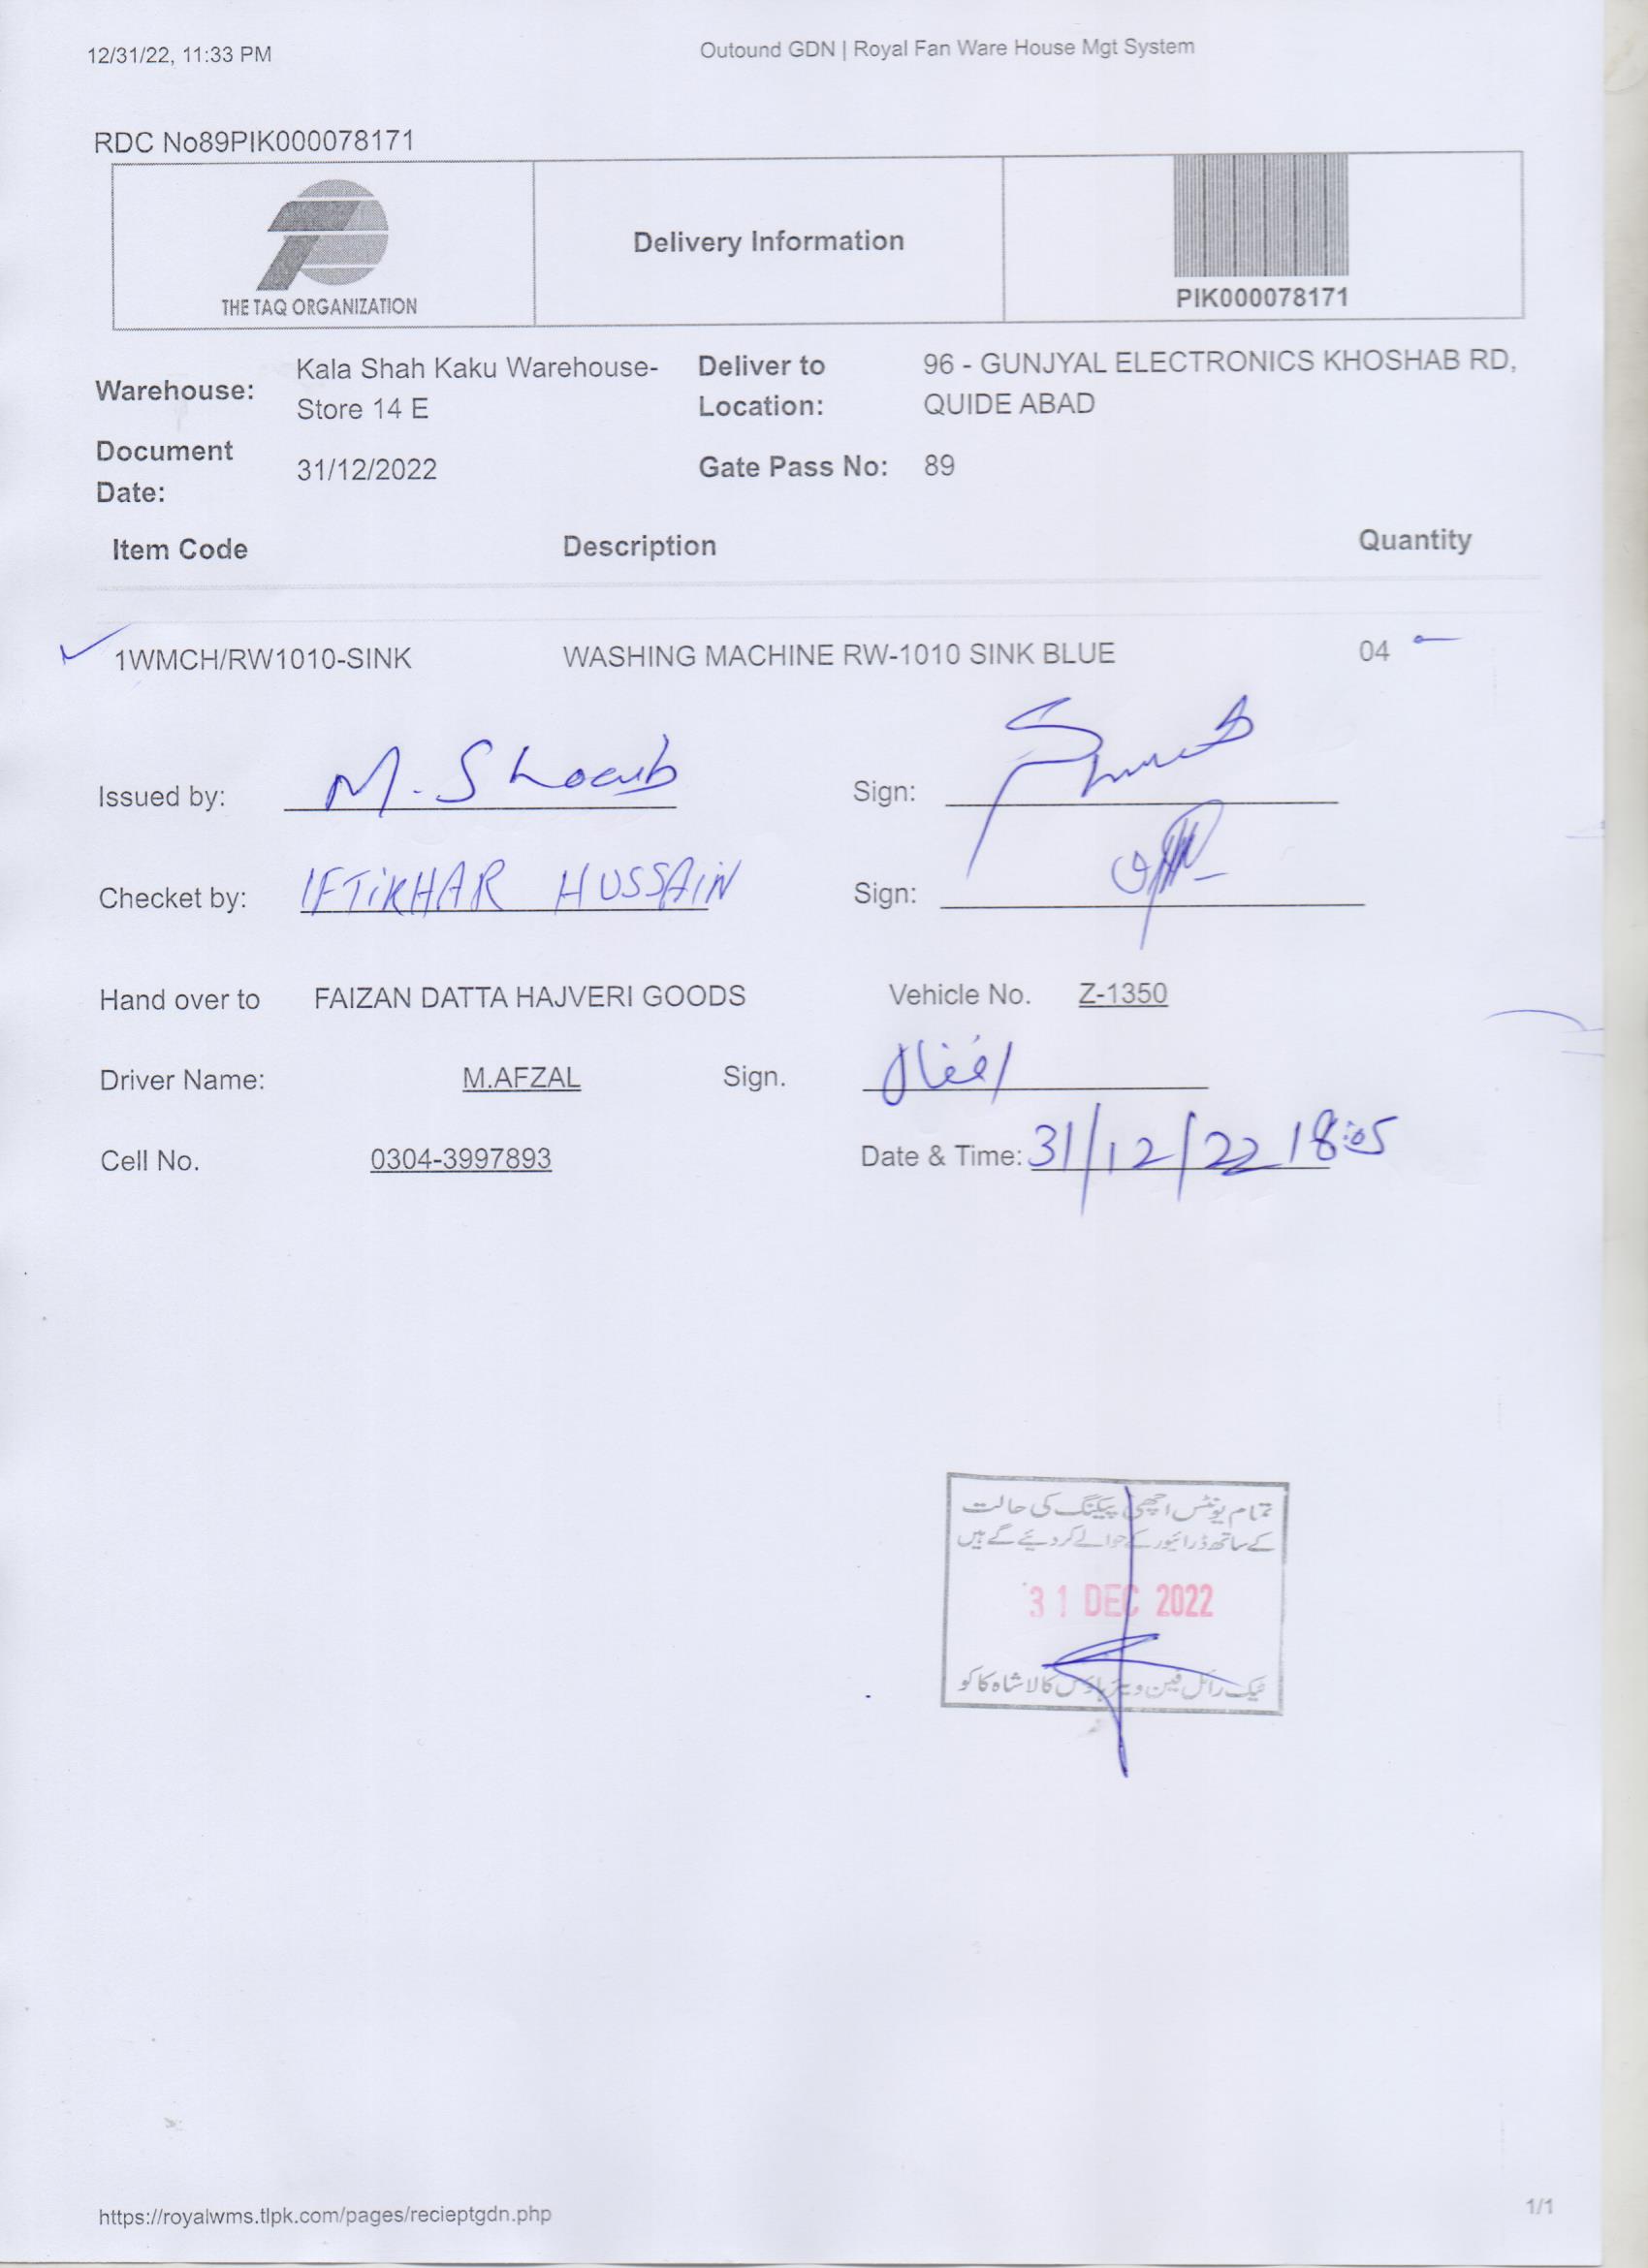 12/31/22, 11:33 PM
Outound GDN | Royal Fan Ware House Mgt System
RDC No89PIK000078171
THE TAQ ORGANIZATION
Delivery Information
PIK000078171
Warehouse: Kala Shah Kaku Warehouse-
Store 14 E
Deliver to Location: 96 - GUNJYAL ELECTRONICS KHOSHAB RD,
QUIDE ABAD
Document Date: 31/12/2022
Gate Pass No: 89
Item Code Description Quantity
1WMCH/RW1010-SINK WASHING MACHINE RW-1010 SINK BLUE 04
Issued by: M. Shoaib Sign:
Checket by: IFTIKHAR HUSSAIN Sign:
Hand over to FAIZAN DATTA HAJVERI GOODS Vehicle No. Z-1350
Driver Name: M.AFZAL Sign. افضال
Cell No. 0304-3997893 Date & Time: 31/12/22 18:05
تمام یونٹس اچھی پیکنگ کی حالت
کے ساتھ ڈرائیور کے حوالے کردیئے گے ہیں
31 DEC 2022
ٹیک رائل فین ویئر ہاؤس کالا شاہ کاکو
https://royalwms.tlpk.com/pages/recieptgdn.php
1/1